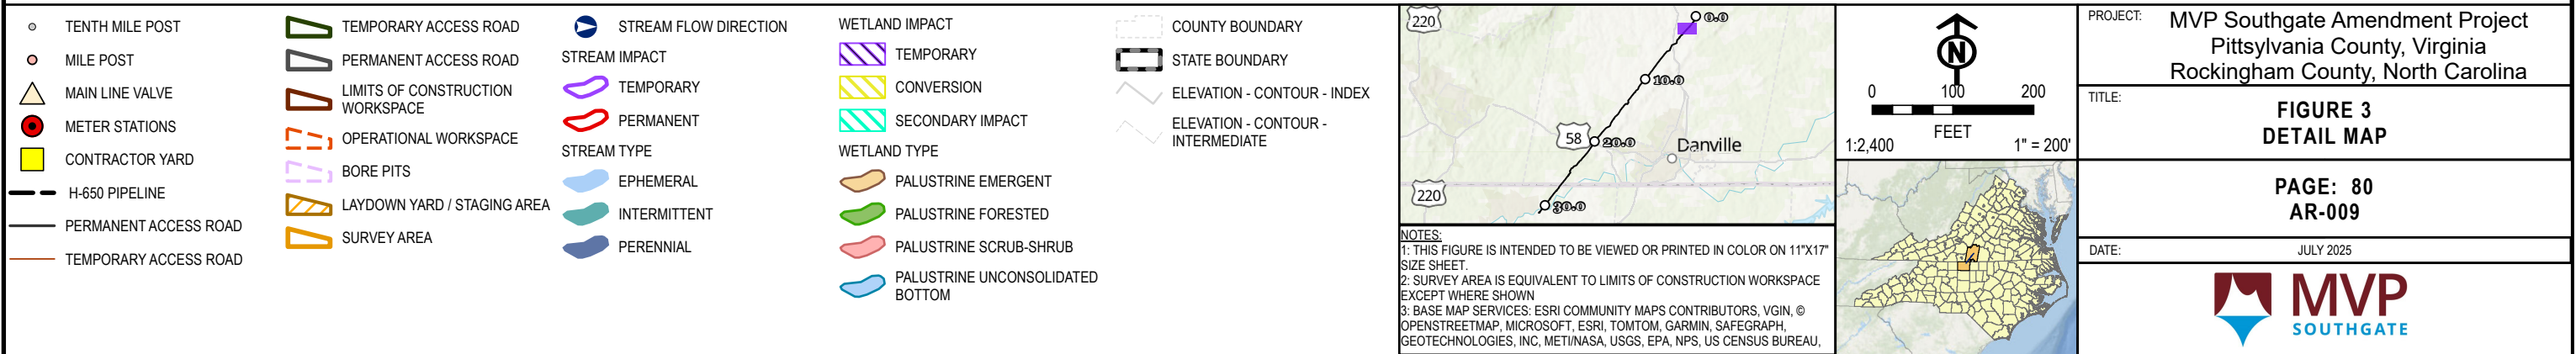 TENTH MILE POST
MILE POST
MAIN LINE VALVE
METER STATIONS
CONTRACTOR YARD
H-650 PIPELINE
PERMANENT ACCESS ROAD
TEMPORARY ACCESS ROAD
TEMPORARY ACCESS ROAD
PERMANENT ACCESS ROAD
LIMITS OF CONSTRUCTION
WORKSPACE
OPERATIONAL WORKSPACE
BORE PITS
LAYDOWN YARD / STAGING AREA
SURVEY AREA
STREAM FLOW DIRECTION
STREAM IMPACT
TEMPORARY
PERMANENT
STREAM TYPE
EPHEMERAL
INTERMITTENT
PERENNIAL
WETLAND IMPACT
TEMPORARY
CONVERSION
SECONDARY IMPACT
WETLAND TYPE
PALUSTRINE EMERGENT
PALUSTRINE FORESTED
PALUSTRINE SCRUB-SHRUB
PALUSTRINE UNCONSOLIDATED
BOTTOM
COUNTY BOUNDARY
STATE BOUNDARY
ELEVATION - CONTOUR - INDEX
ELEVATION - CONTOUR -
INTERMEDIATE
220
0.0
10.0
58
20.0
Danville
220
30.0
NOTES:
1: THIS FIGURE IS INTENDED TO BE VIEWED OR PRINTED IN COLOR ON 11"X17"
SIZE SHEET.
2: SURVEY AREA IS EQUIVALENT TO LIMITS OF CONSTRUCTION WORKSPACE
EXCEPT WHERE SHOWN
3: BASE MAP SERVICES: ESRI COMMUNITY MAPS CONTRIBUTORS, VGIN, ©
OPENSTREETMAP, MICROSOFT, ESRI, TOMTOM, GARMIN, SAFEGRAPH,
GEOTECHNOLOGIES, INC, METI/NASA, USGS, EPA, NPS, US CENSUS BUREAU,
N
0 100 200
FEET
1:2,400 1" = 200'
PROJECT:
MVP Southgate Amendment Project
Pittsylvania County, Virginia
Rockingham County, North Carolina
TITLE:
FIGURE 3
DETAIL MAP
PAGE: 80
AR-009
DATE: JULY 2025
MVP
SOUTHGATE